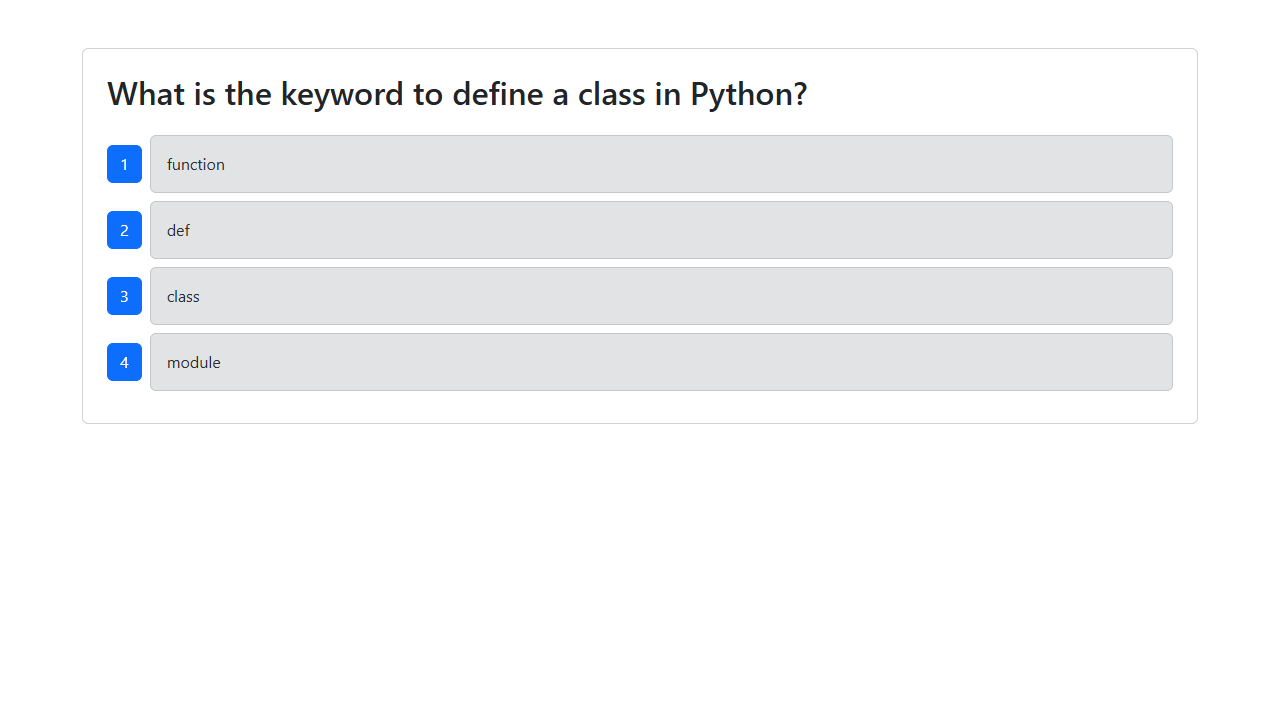 What is the keyword to define a class in Python?
1 function
2 def
3 class
4 module